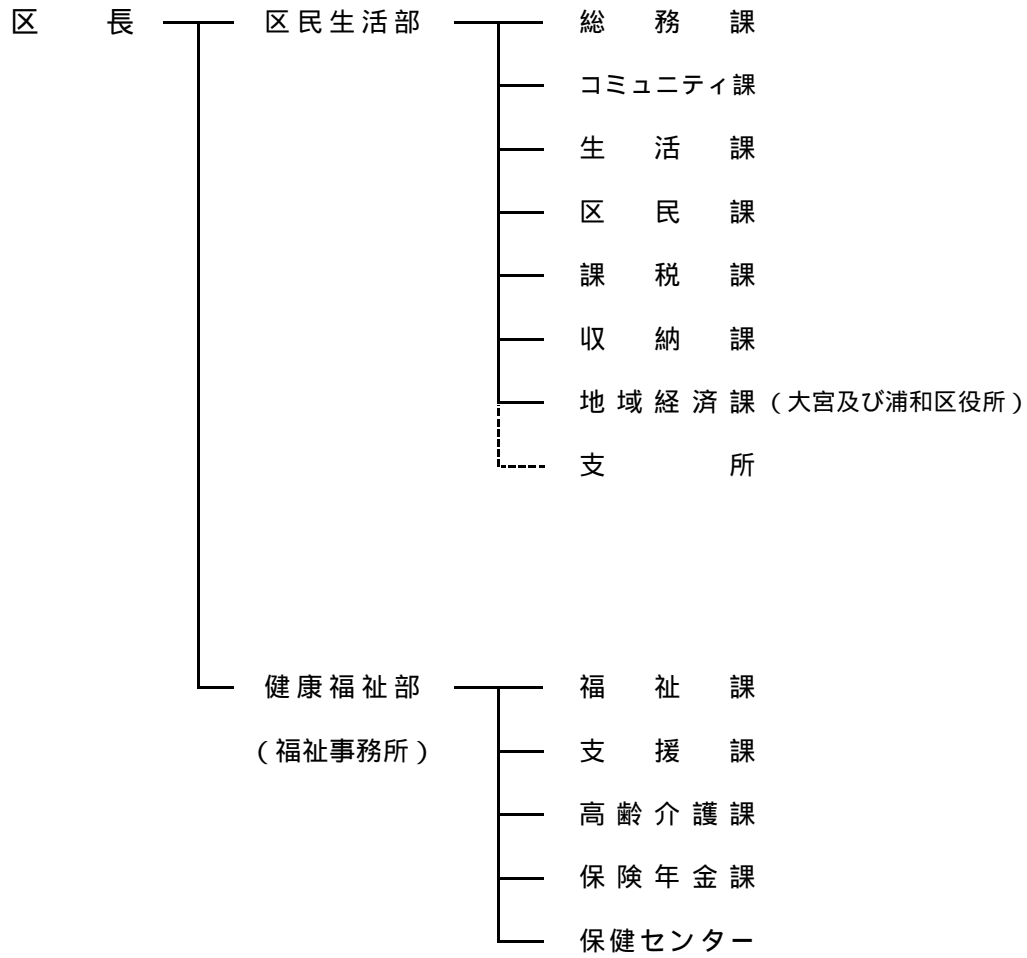 区長 区民生活部 総務課
コミュニティ課
生活課
区民課
課税課
収納課
地域経済課（大宮及び浦和区役所）
支所
健康福祉部 福祉課
（福祉事務所） 支援課
高齢介護課
保険年金課
保健センター